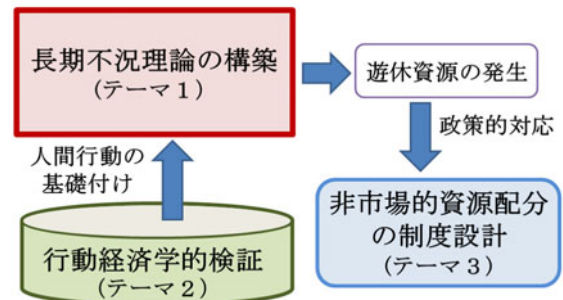 長期不況理論の構築
(テーマ1)
遊休資源の発生
政策的対応
人間行動の
基礎付け
非市場的資源配分
の制度設計
(テーマ3)
行動経済学的検証
(テーマ2)